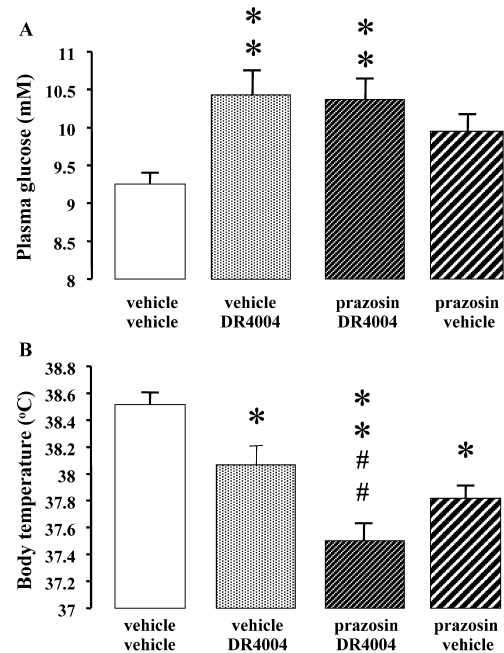 A
Plasma glucose (mM)
11
10.5
10
9.5
9
8.5
8
*
*
*
*
vehicle
vehicle
vehicle
DR4004
prazosin
DR4004
prazosin
vehicle
B
Body temperature (°C)
38.8
38.6
38.4
38.2
38
37.8
37.6
37.4
37.2
37
*
*
*
#
#
*
vehicle
vehicle
vehicle
DR4004
prazosin
DR4004
prazosin
vehicle